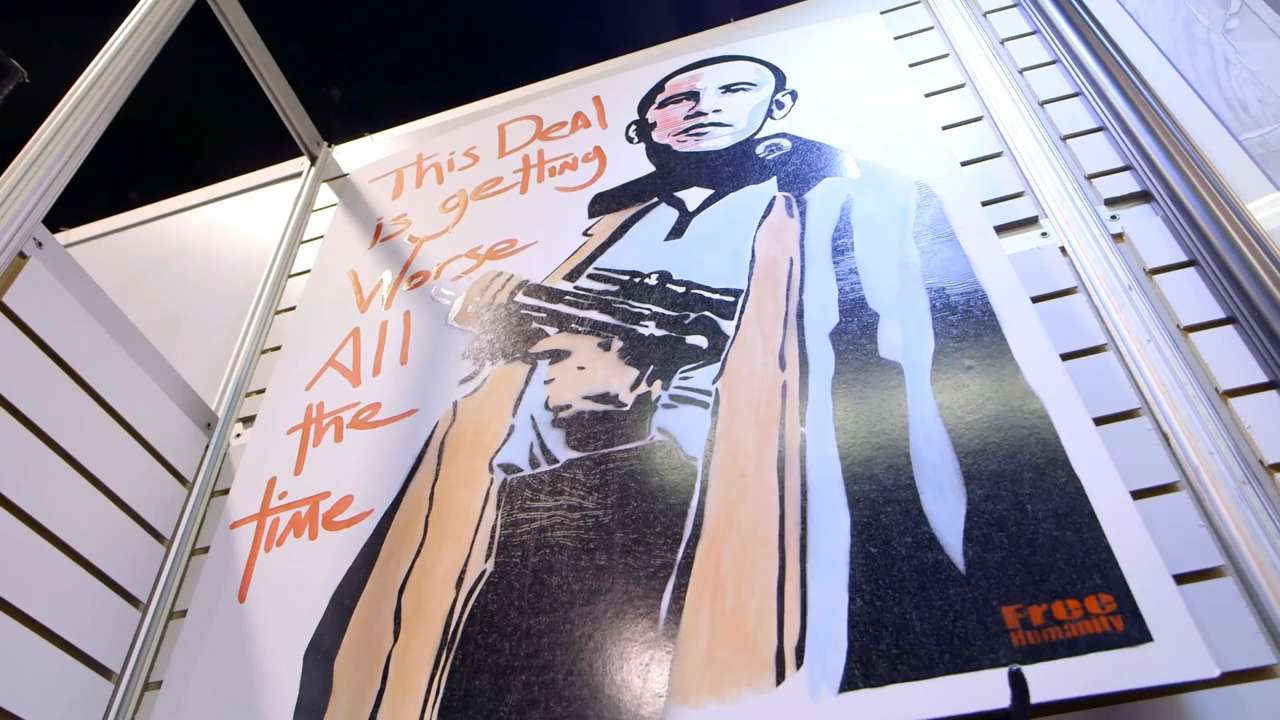 This Deal
is getting
Worse
All
the
time
Free
Humanity